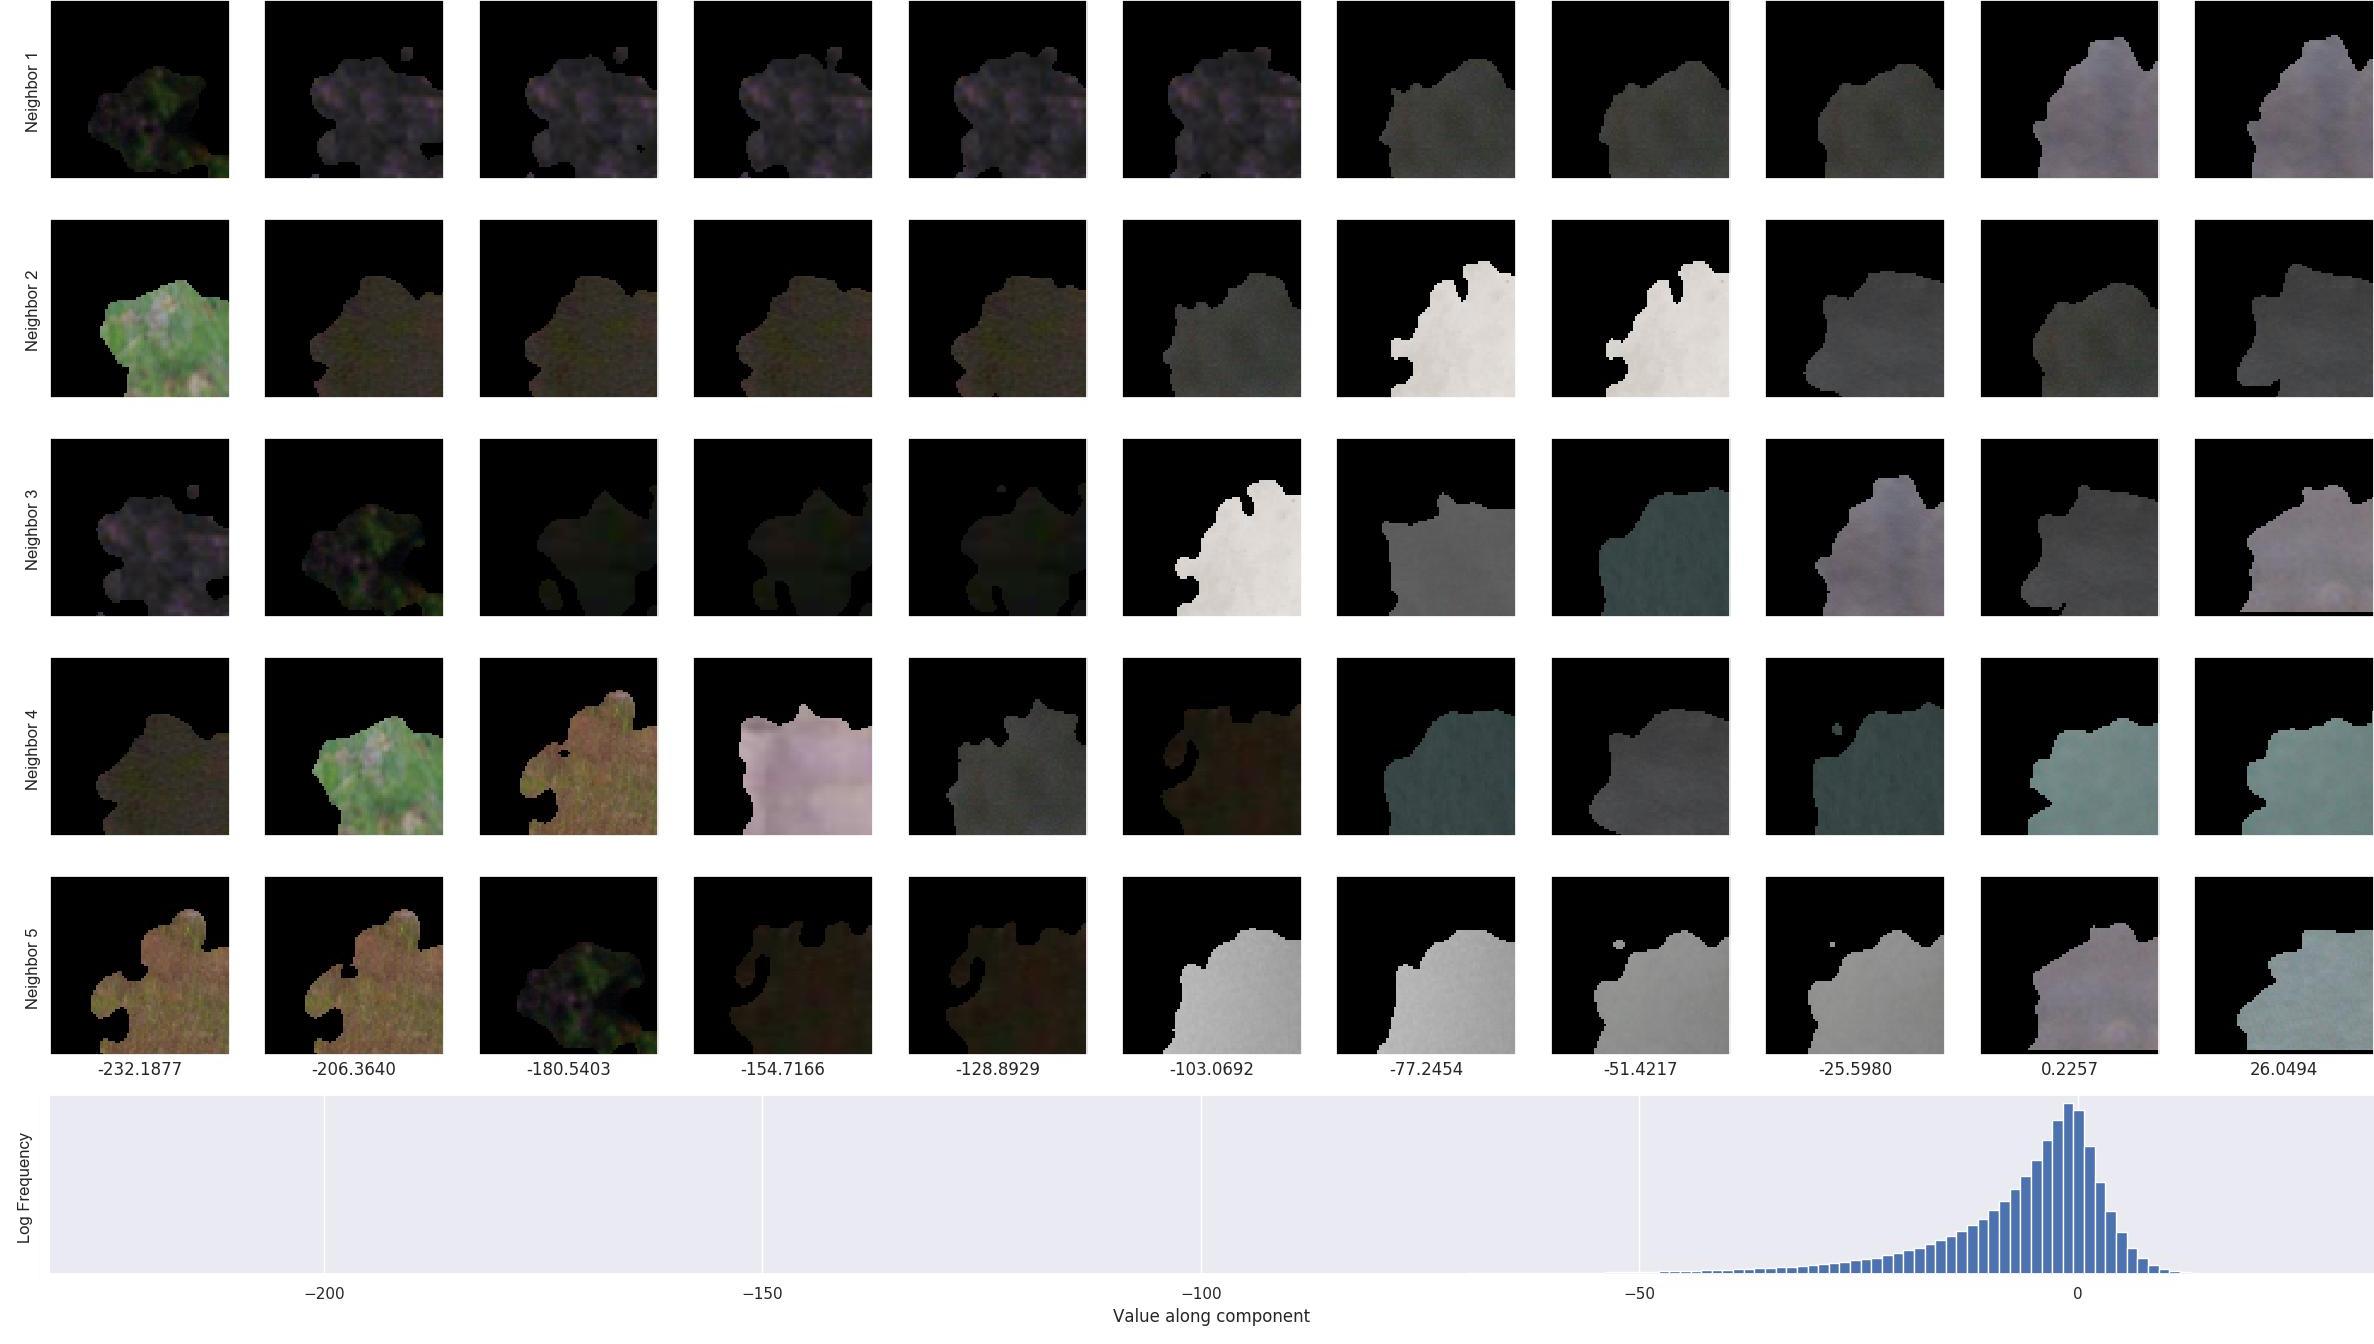 Neighbor 1
Neighbor 2
Neighbor 3
Neighbor 4
Neighbor 5
-232.1877 -206.3640 -180.5403 -154.7166 -128.8929 -103.0692 -77.2454 -51.4217 -25.5980 0.2257 26.0494
Log Frequency
−200 −150 −100 −50 0
Value along component